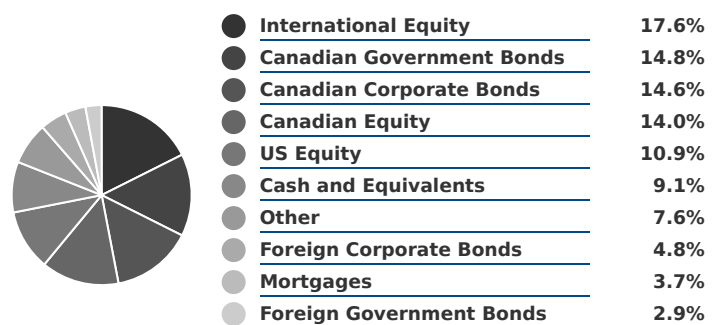 International Equity 17.6%
Canadian Government Bonds 14.8%
Canadian Corporate Bonds 14.6%
Canadian Equity 14.0%
US Equity 10.9%
Cash and Equivalents 9.1%
Other 7.6%
Foreign Corporate Bonds 4.8%
Mortgages 3.7%
Foreign Government Bonds 2.9%